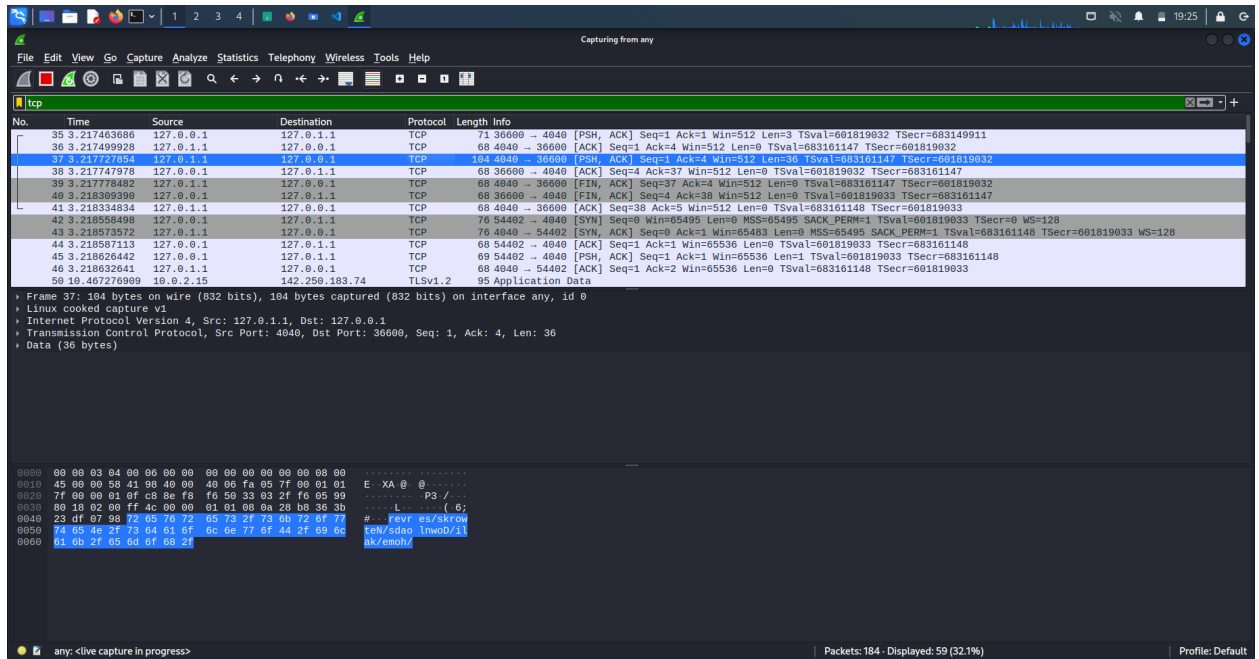 1 2 3 4 19:25
Capturing from any
File Edit View Go Capture Analyze Statistics Telephony Wireless Tools Help
tcp
No. Time Source Destination Protocol Length Info
35 3.217463686 127.0.0.1 127.0.1.1 TCP 71 36600 → 4040 [PSH, ACK] Seq=1 Ack=1 Win=512 Len=3 TSval=601819032 TSecr=683149911
36 3.217499928 127.0.1.1 127.0.0.1 TCP 68 4040 → 36600 [ACK] Seq=1 Ack=4 Win=512 Len=0 TSval=683161147 TSecr=601819032
37 3.217727854 127.0.1.1 127.0.0.1 TCP 104 4040 → 36600 [PSH, ACK] Seq=1 Ack=4 Win=512 Len=36 TSval=683161147 TSecr=601819032
38 3.217747978 127.0.0.1 127.0.1.1 TCP 68 36600 → 4040 [ACK] Seq=4 Ack=37 Win=512 Len=0 TSval=601819032 TSecr=683161147
39 3.217778482 127.0.1.1 127.0.0.1 TCP 68 4040 → 36600 [FIN, ACK] Seq=37 Ack=4 Win=512 Len=0 TSval=683161147 TSecr=601819032
40 3.218309390 127.0.0.1 127.0.1.1 TCP 68 36600 → 4040 [FIN, ACK] Seq=4 Ack=38 Win=512 Len=0 TSval=601819033 TSecr=683161147
41 3.218334834 127.0.1.1 127.0.0.1 TCP 68 4040 → 36600 [ACK] Seq=38 Ack=5 Win=512 Len=0 TSval=683161148 TSecr=601819033
42 3.218558498 127.0.0.1 127.0.1.1 TCP 76 54402 → 4040 [SYN] Seq=0 Win=65495 Len=0 MSS=65495 SACK_PERM=1 TSval=601819033 TSecr=0 WS=128
43 3.218573572 127.0.1.1 127.0.0.1 TCP 76 4040 → 54402 [SYN, ACK] Seq=0 Ack=1 Win=65483 Len=0 MSS=65495 SACK_PERM=1 TSval=683161148 TSecr=601819033 WS=128
44 3.218587113 127.0.0.1 127.0.1.1 TCP 68 54402 → 4040 [ACK] Seq=1 Ack=1 Win=65536 Len=0 TSval=601819033 TSecr=683161148
45 3.218626442 127.0.0.1 127.0.1.1 TCP 69 54402 → 4040 [PSH, ACK] Seq=1 Ack=1 Win=65536 Len=1 TSval=601819033 TSecr=683161148
46 3.218632641 127.0.1.1 127.0.0.1 TCP 68 4040 → 54402 [ACK] Seq=1 Ack=2 Win=65536 Len=0 TSval=683161148 TSecr=601819033
50 10.467276909 10.0.2.15 142.250.183.74 TLSv1.2 95 Application Data
Frame 37: 104 bytes on wire (832 bits), 104 bytes captured (832 bits) on interface any, id 0
Linux cooked capture v1
Internet Protocol Version 4, Src: 127.0.1.1, Dst: 127.0.0.1
Transmission Control Protocol, Src Port: 4040, Dst Port: 36600, Seq: 1, Ack: 4, Len: 36
Data (36 bytes)
0000 00 00 03 04 00 06 00 00 00 00 00 00 00 00 08 00 ········ ········
0010 45 00 00 58 41 98 40 00 40 06 fa 05 7f 00 01 01 E··XA·@· @·······
0020 7f 00 00 01 0f c8 8e f8 f6 50 33 03 2f f6 05 99 ········ ·P3·/···
0030 80 18 02 00 ff 4c 00 00 01 01 08 0a 28 b8 36 3b ·····L·· ····(·6;
0040 23 df 07 98 72 65 76 72 65 73 2f 73 6b 72 6f 77 #···revr es/skrow
0050 74 65 4e 2f 73 64 61 6f 6c 6e 77 6f 44 2f 69 6c teN/sdao lnwoD/il
0060 61 6b 2f 65 6d 6f 68 2f ak/emoh/
any: <live capture in progress> Packets: 184 · Displayed: 59 (32.1%) Profile: Default